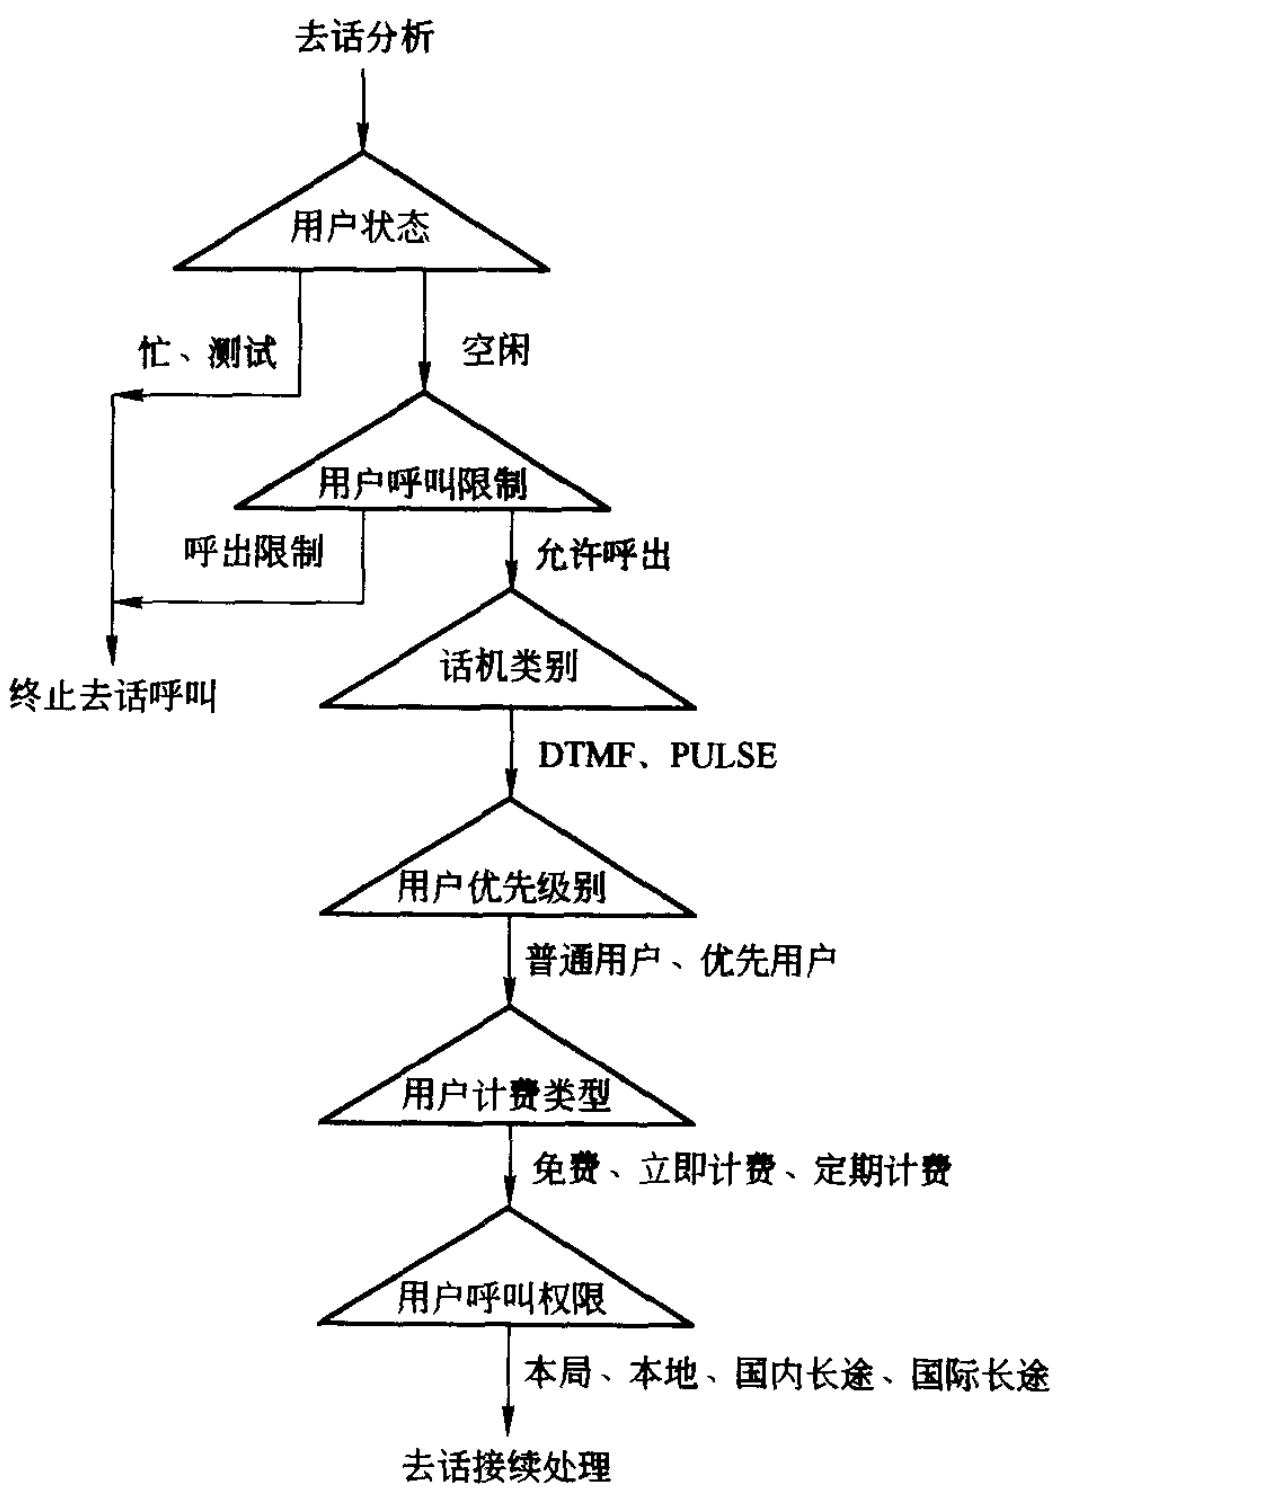 去话分析
用户状态
忙、测试
空闲
用户呼叫限制
呼出限制
允许呼出
话机类别
终止去话呼叫
DTMF、PULSE
用户优先级别
普通用户、优先用户
用户计费类型
免费、立即计费、定期计费
用户呼叫权限
本局、本地、国内长途、国际长途
去话接续处理